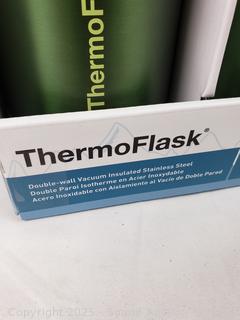 ThermoF
ThermoFlask®
Double-wall Vacuum Insulated Stainless Steel
Double Paroi Isotherme en Acier Inoxydable
Acero Inoxidable con Aislamiento al Vacío de Doble Pared